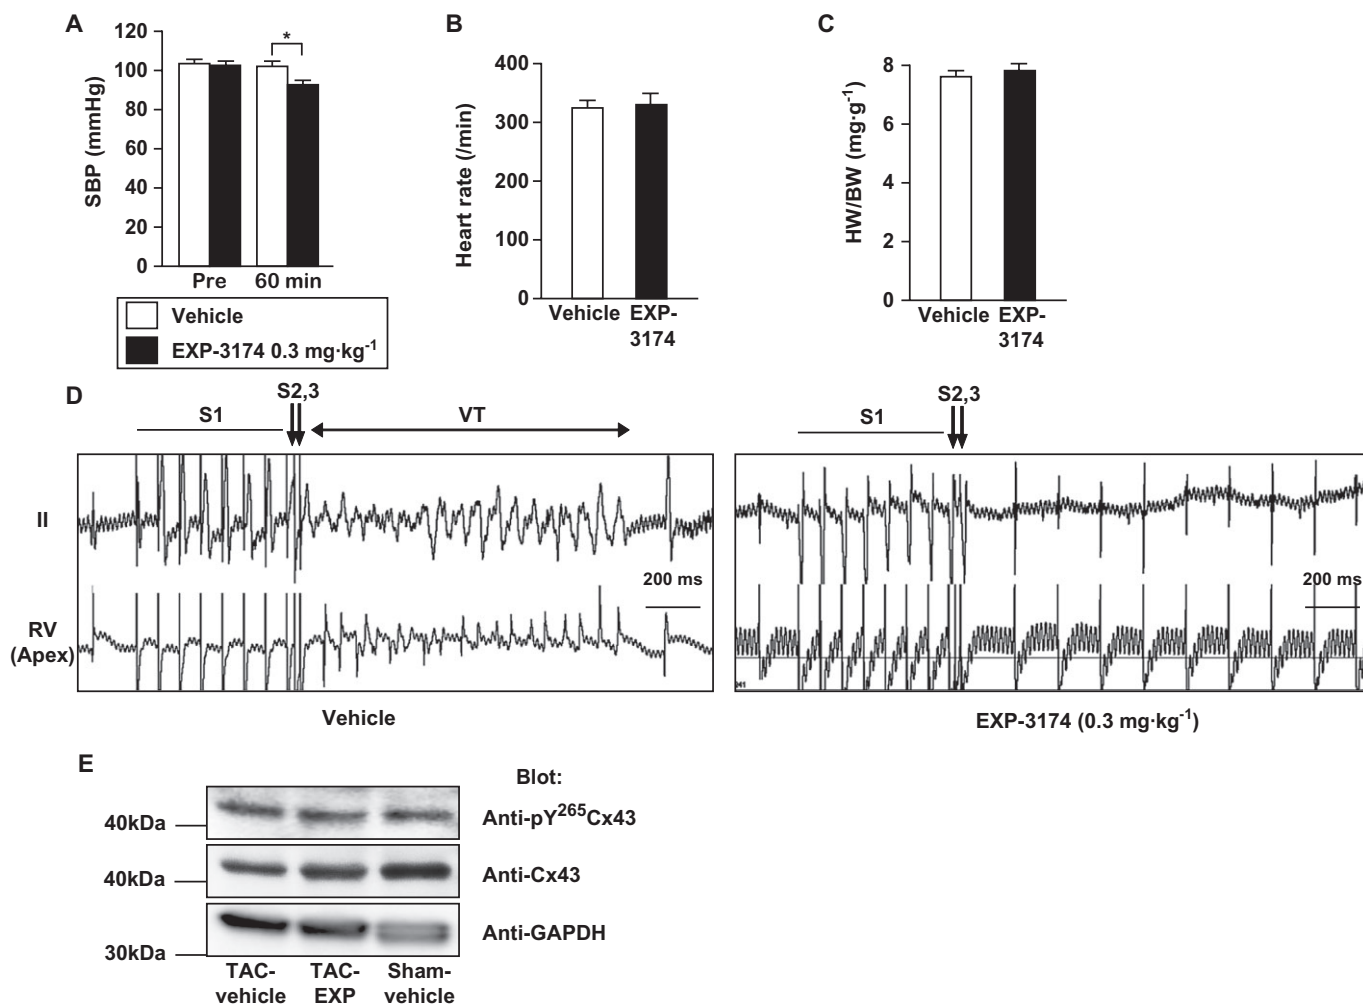 A
SBP (mmHg)
120
100
80
60
40
20
0
*
Pre
60 min
Vehicle
EXP-3174 0.3 mg·kg⁻¹
B
Heart rate (/min)
400
300
200
100
0
Vehicle
EXP-
3174
C
HW/BW (mg·g⁻¹)
8
6
4
2
0
Vehicle
EXP-
3174
D
S1
S2,3
VT
II
200 ms
RV
(Apex)
Vehicle
S1
S2,3
200 ms
EXP-3174 (0.3 mg·kg⁻¹)
E
Blot:
40kDa
Anti-pY²⁶⁵Cx43
40kDa
Anti-Cx43
30kDa
Anti-GAPDH
TAC-
vehicle
TAC-
EXP
Sham-
vehicle